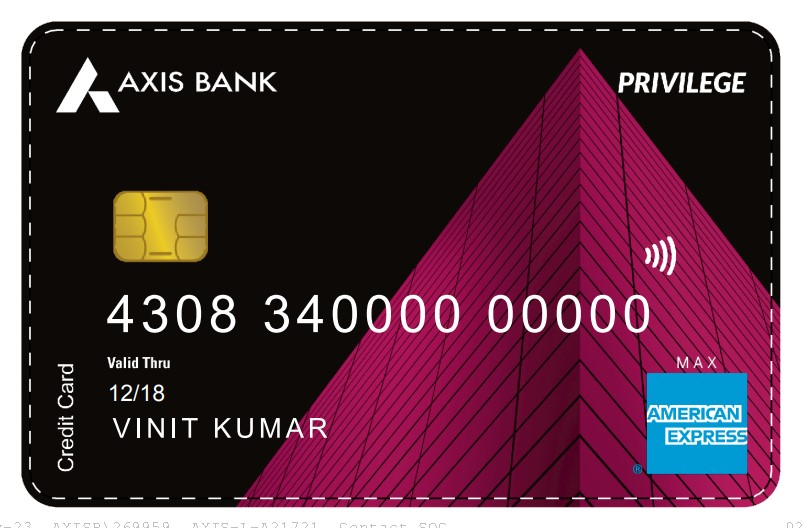 AXIS BANK
PRIVILEGE
4308 340000 00000
Valid Thru
12/18
VINIT KUMAR
Credit Card
MAX
AMERICAN
EXPRESS
®